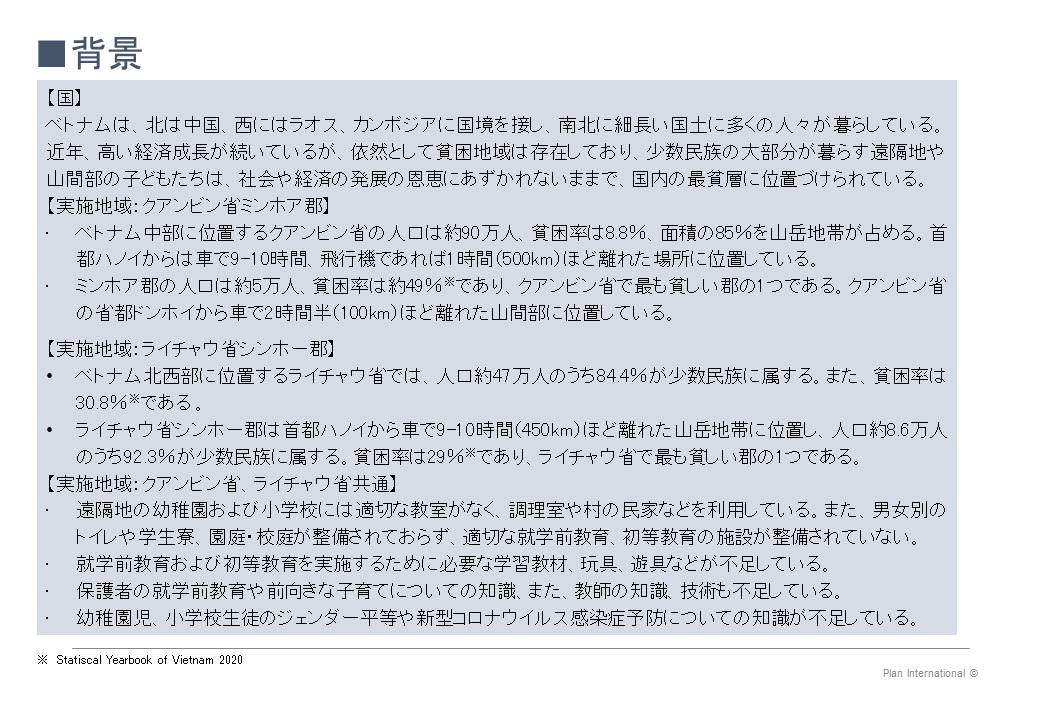 ■背景
【国】
ベトナムは、北は中国、西にはラオス、カンボジアに国境を接し、南北に細長い国土に多くの人々が暮らしている。
近年、高い経済成長が続いているが、依然として貧困地域は存在しており、少数民族の大部分が暮らす遠隔地や
山間部の子どもたちは、社会や経済の発展の恩恵にあずかれないままで、国内の最貧層に位置づけられている。
【実施地域：クアンビン省ミンホア郡】
・ ベトナム中部に位置するクアンビン省の人口は約90万人、貧困率は8.8％、面積の85％を山岳地帯が占める。首
都ハノイからは車で9-10時間、飛行機であれば1時間(500km)ほど離れた場所に位置している。
・ ミンホア郡の人口は約5万人、貧困率は約49％※であり、クアンビン省で最も貧しい郡の1つである。クアンビン省
の省都ドンホイから車で2時間半(100km)ほど離れた山間部に位置している。
【実施地域：ライチャウ省シンホー郡】
• ベトナム北西部に位置するライチャウ省では、人口約47万人のうち84.4％が少数民族に属する。また、貧困率は
30.8％※である。
• ライチャウ省シンホー郡は首都ハノイから車で9-10時間(450km)ほど離れた山岳地帯に位置し、人口約8.6万人
のうち92.3％が少数民族に属する。貧困率は29％※であり、ライチャウ省で最も貧しい郡の1つである。
【実施地域：クアンビン省、ライチャウ省共通】
・ 遠隔地の幼稚園および小学校には適切な教室がなく、調理室や村の民家などを利用している。また、男女別の
トイレや学生寮、園庭・校庭が整備されておらず、適切な就学前教育、初等教育の施設が整備されていない。
・ 就学前教育および初等教育を実施するために必要な学習教材、玩具、遊具などが不足している。
・ 保護者の就学前教育や前向きな子育てについての知識、また、教師の知識、技術も不足している。
・ 幼稚園児、小学校生徒のジェンダー平等や新型コロナウイルス感染症予防についての知識が不足している。
※ Statiscal Yearbook of Vietnam 2020
Plan International ©